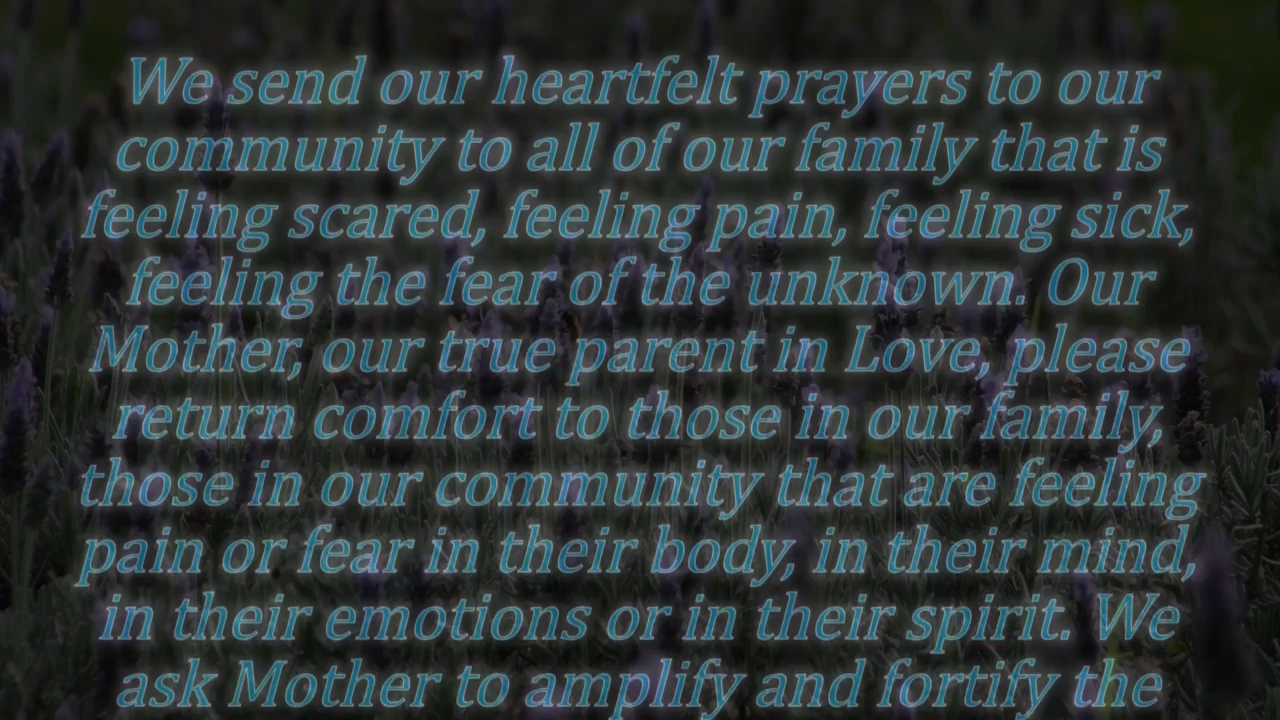 We send our heartfelt prayers to our
community to all of our family that is
feeling scared, feeling pain, feeling sick,
feeling the fear of the unknown. Our
Mother, our true parent in Love, please
return comfort to those in our family,
those in our community that are feeling
pain or fear in their body, in their mind,
in their emotions or in their spirit. We
ask Mother to amplify and fortify the